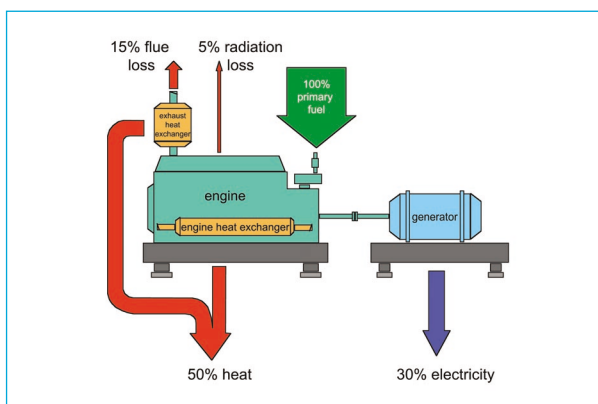 15% flue
loss
5% radiation
loss
100%
primary
fuel
exhaust
heat
exchanger
engine
engine heat exchanger
generator
50% heat
30% electricity